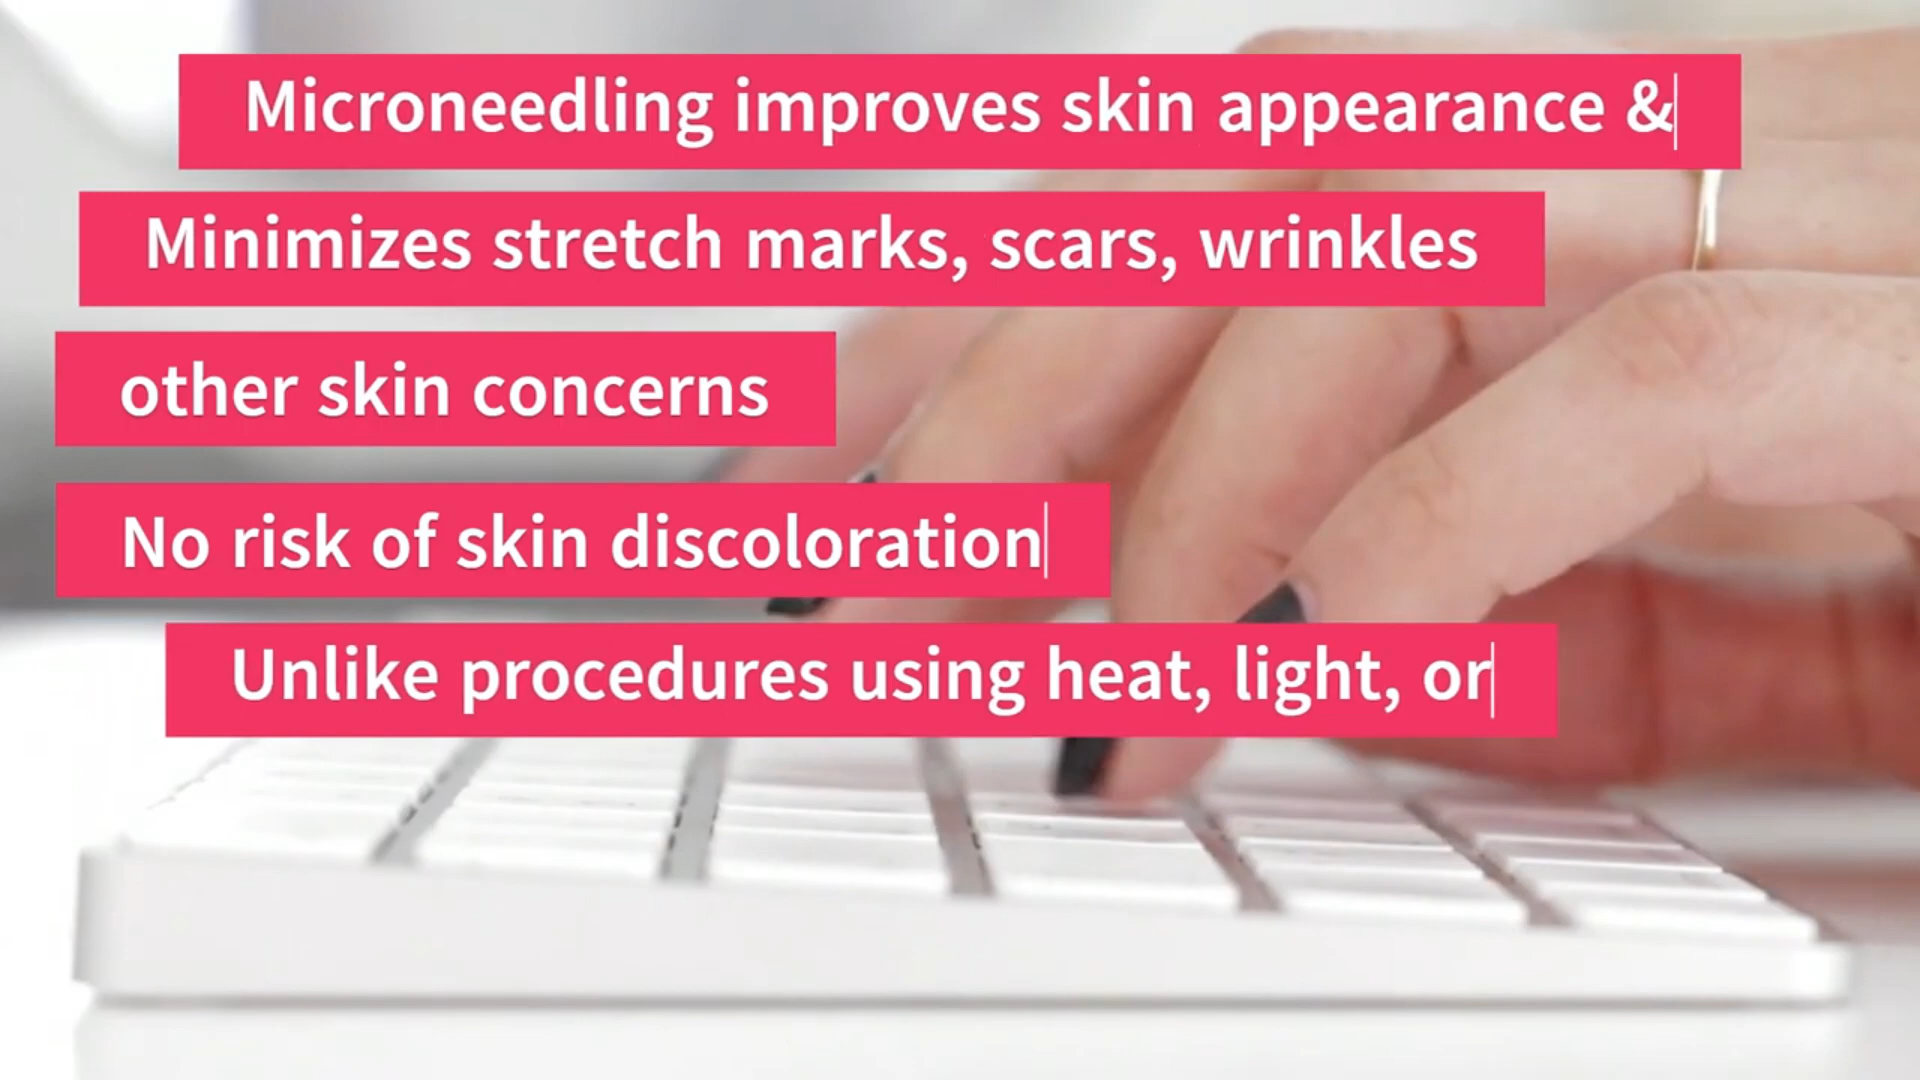 Microneedling improves skin appearance &
Minimizes stretch marks, scars, wrinkles
other skin concerns
No risk of skin discoloration
Unlike procedures using heat, light, or